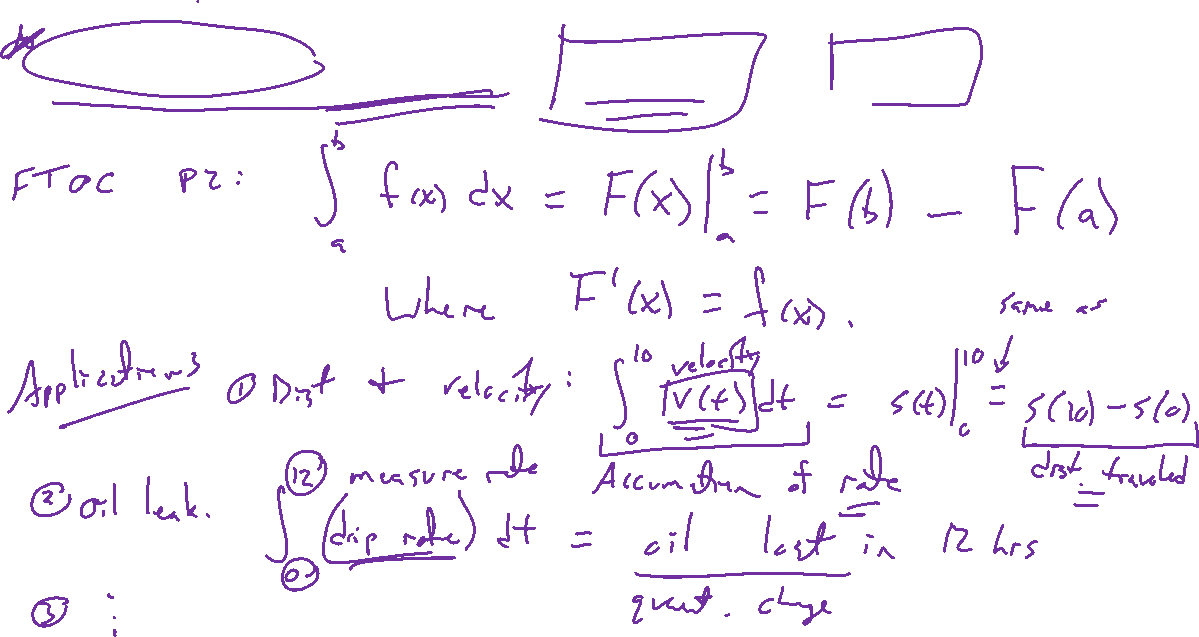 FTOC P2: ∫_a^b f(x) dx = F(x)|_a^b = F(b) - F(a)
where F'(x) = f(x).
same as
Applications ① Dist + velocity: ∫_0^10 v(t) dt = s(t)|_0^10 = s(10) - s(0)
velocity
Accumution of rate
dist. traveled
② oil leak. ∫_0^12 (drip rate) dt = oil lost in 12 hrs
measure rate
quant. change
③ ⋮